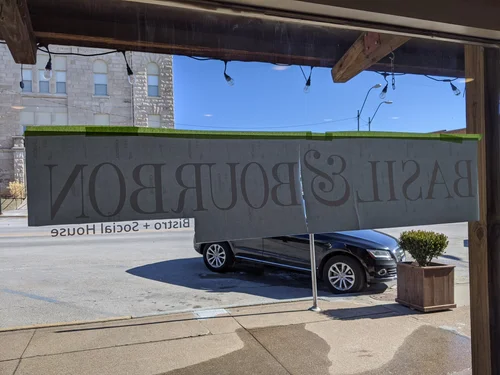 BASIL & BOURBON
Bistro + Social House